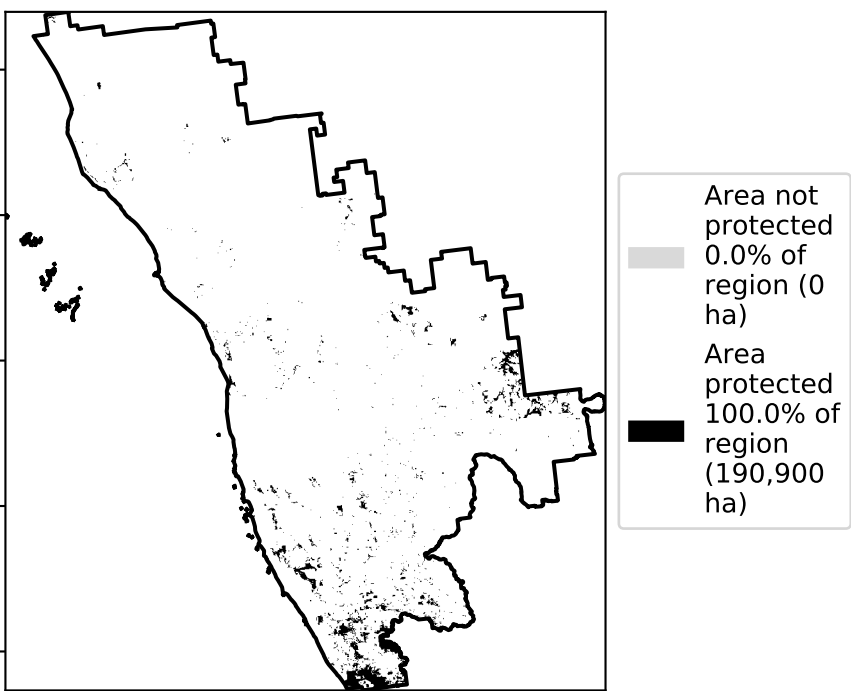 Area not
protected
0.0% of
region (0
ha)
Area
protected
100.0% of
region
(190,900
ha)